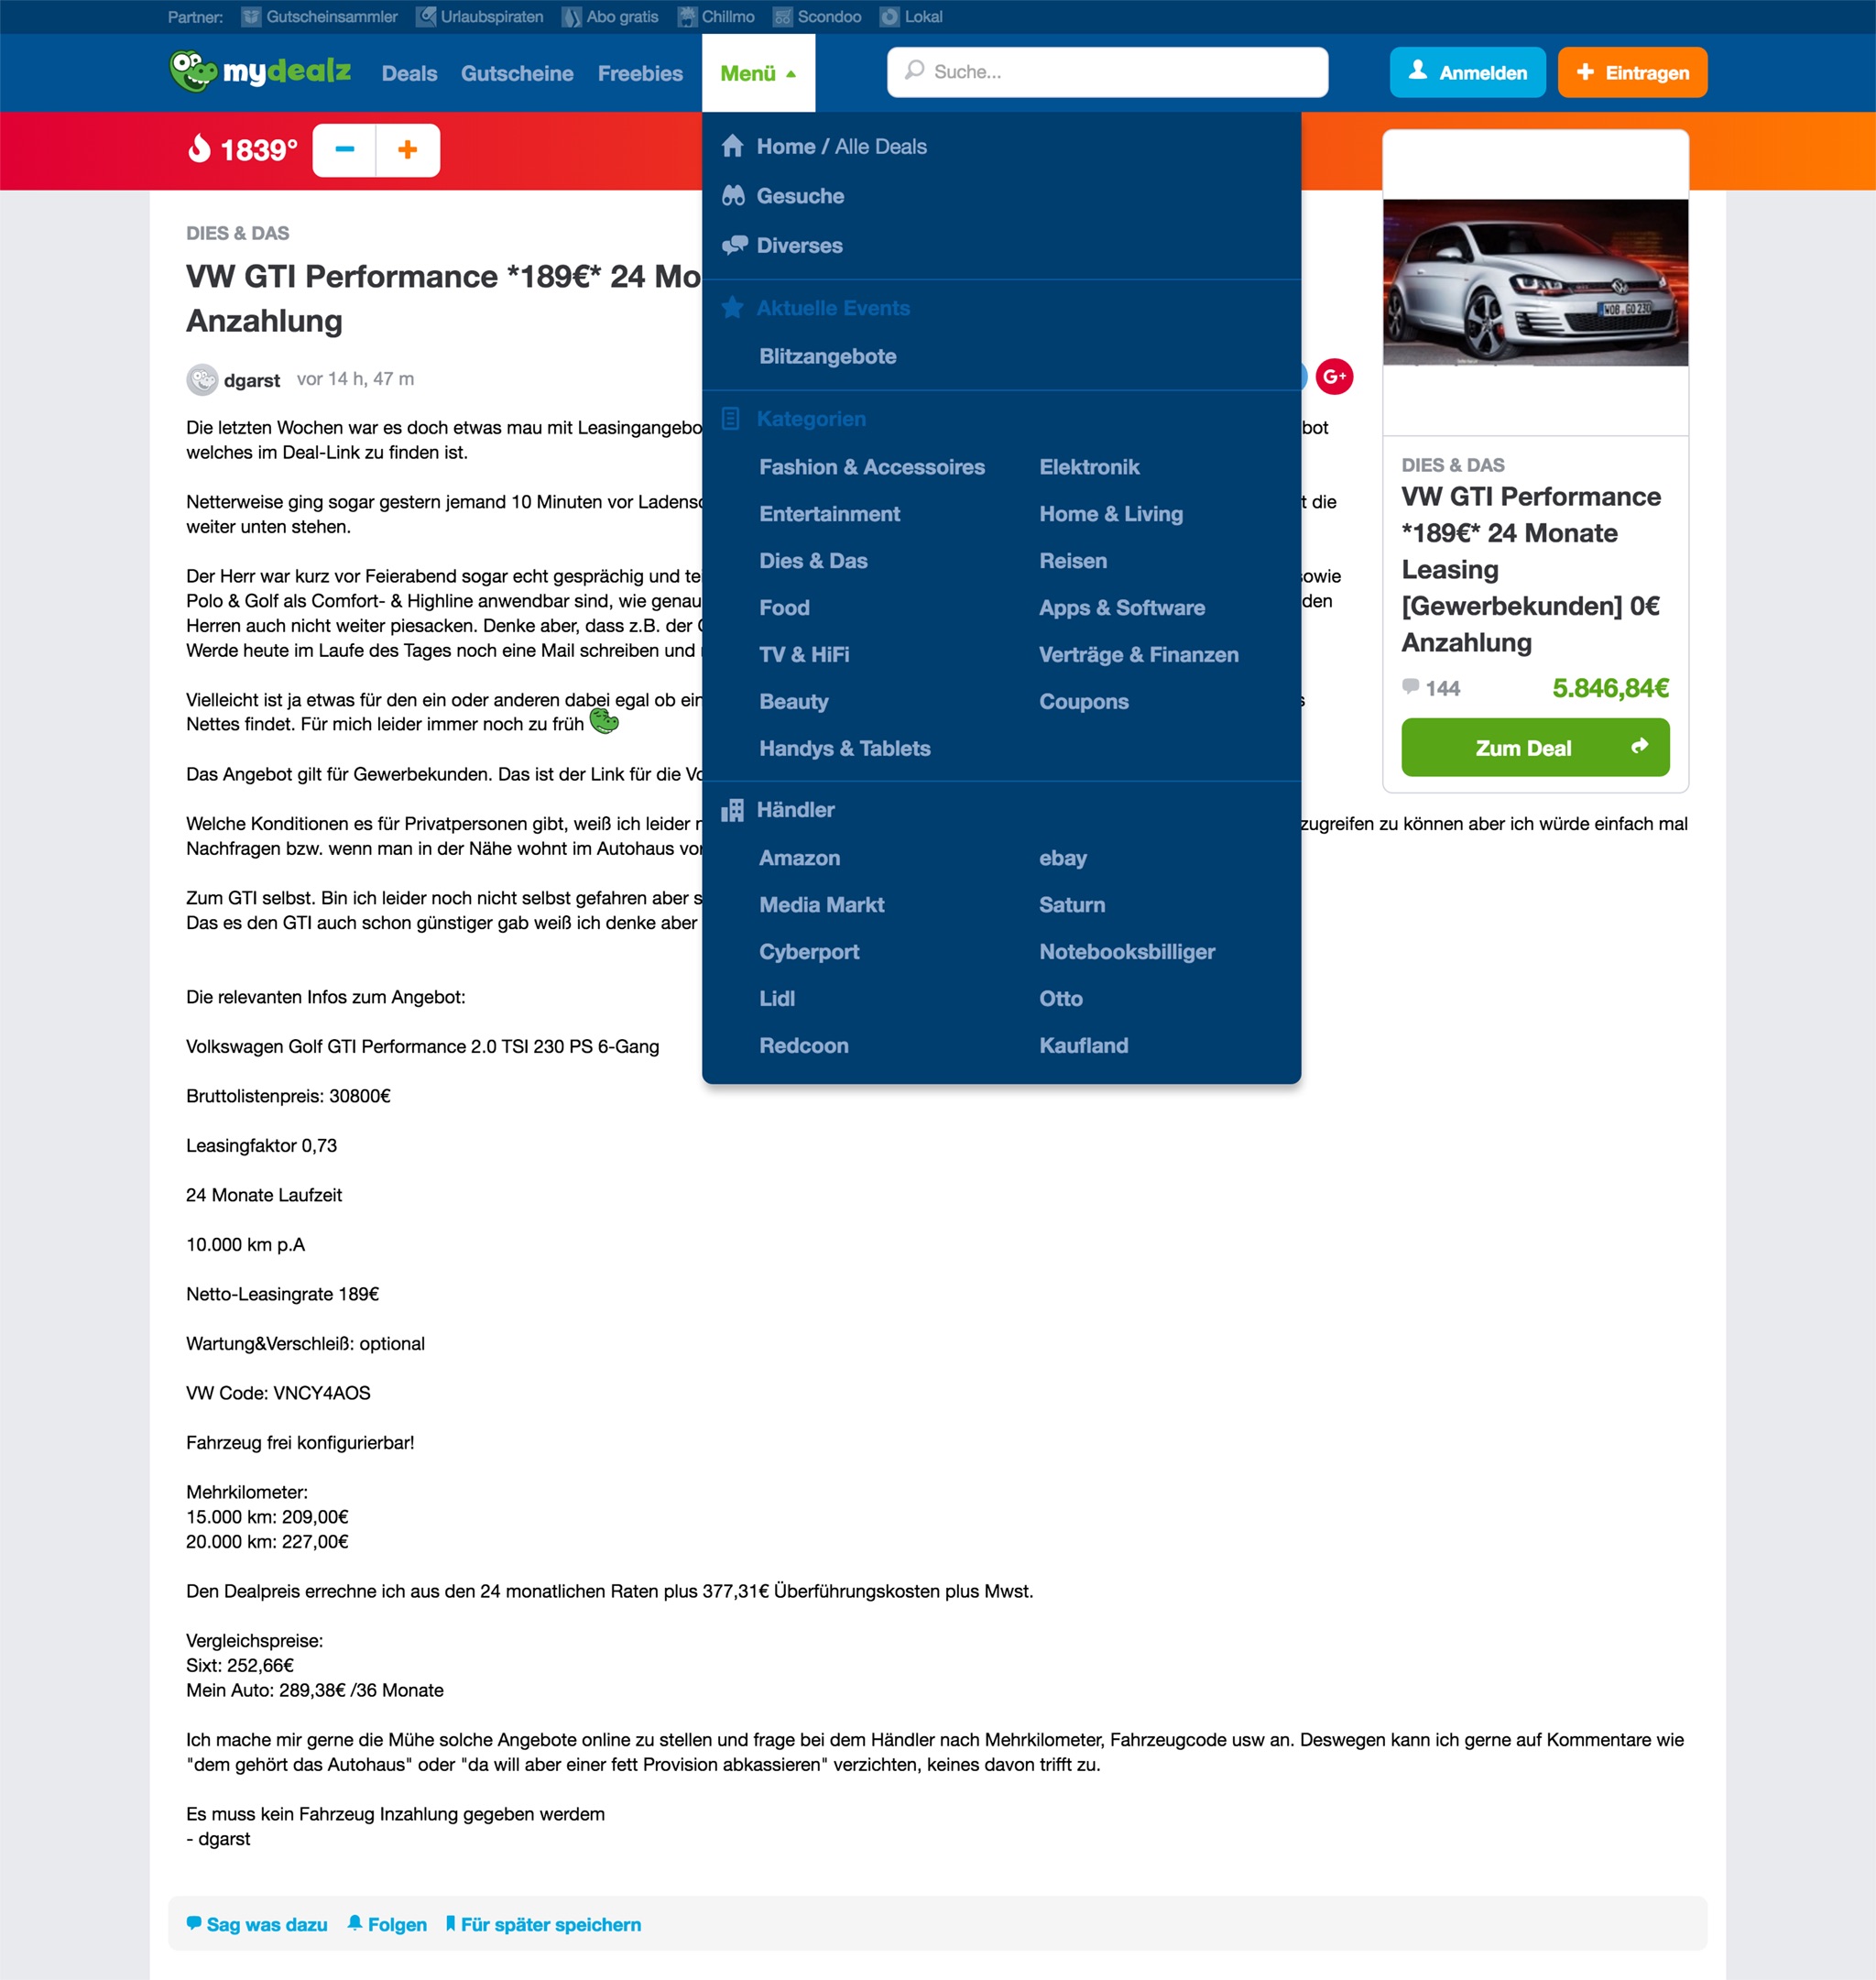 Partner: Gutscheinsammler Urlaubspiraten Abo gratis Chillmo Scondoo Lokal
mydealz Deals Gutscheine Freebies Menü Suche... Anmelden Eintragen
1839° − +
Home / Alle Deals
Gesuche
Diverses
Aktuelle Events
Blitzangebote
Kategorien
Fashion & Accessoires Elektronik
Entertainment Home & Living
Dies & Das Reisen
Food Apps & Software
TV & HiFi Verträge & Finanzen
Beauty Coupons
Handys & Tablets
Händler
Amazon ebay
Media Markt Saturn
Cyberport Notebooksbilliger
Lidl Otto
Redcoon Kaufland
DIES & DAS
VW GTI Performance *189€* 24 Mo
Anzahlung
dgarst vor 14 h, 47 m G+
Die letzten Wochen war es doch etwas mau mit Leasingangebo bot
welches im Deal-Link zu finden ist.
Netterweise ging sogar gestern jemand 10 Minuten vor Ladensc t die
weiter unten stehen.
Der Herr war kurz vor Feierabend sogar echt gesprächig und tei owie
Polo & Golf als Comfort- & Highline anwendbar sind, wie genau den
Herren auch nicht weiter piesacken. Denke aber, dass z.B. der
Werde heute im Laufe des Tages noch eine Mail schreiben und
Vielleicht ist ja etwas für den ein oder anderen dabei egal ob ein s
Nettes findet. Für mich leider immer noch zu früh
Das Angebot gilt für Gewerbekunden. Das ist der Link für die Vo
Welche Konditionen es für Privatpersonen gibt, weiß ich leider zugreifen zu können aber ich würde einfach mal
Nachfragen bzw. wenn man in der Nähe wohnt im Autohaus vor
Zum GTI selbst. Bin ich leider noch nicht selbst gefahren aber s
Das es den GTI auch schon günstiger gab weiß ich denke aber
Die relevanten Infos zum Angebot:
Volkswagen Golf GTI Performance 2.0 TSI 230 PS 6-Gang
Bruttolistenpreis: 30800€
Leasingfaktor 0,73
24 Monate Laufzeit
10.000 km p.A
Netto-Leasingrate 189€
Wartung&Verschleiß: optional
VW Code: VNCY4AOS
Fahrzeug frei konfigurierbar!
Mehrkilometer:
15.000 km: 209,00€
20.000 km: 227,00€
Den Dealpreis errechne ich aus den 24 monatlichen Raten plus 377,31€ Überführungskosten plus Mwst.
Vergleichspreise:
Sixt: 252,66€
Mein Auto: 289,38€ /36 Monate
Ich mache mir gerne die Mühe solche Angebote online zu stellen und frage bei dem Händler nach Mehrkilometer, Fahrzeugcode usw an. Deswegen kann ich gerne auf Kommentare wie
"dem gehört das Autohaus" oder "da will aber einer fett Provision abkassieren" verzichten, keines davon trifft zu.
Es muss kein Fahrzeug Inzahlung gegeben werdem
- dgarst
WOB GO 230
DIES & DAS
VW GTI Performance
*189€* 24 Monate
Leasing
[Gewerbekunden] 0€
Anzahlung
144 5.846,84€
Zum Deal
Sag was dazu Folgen Für später speichern